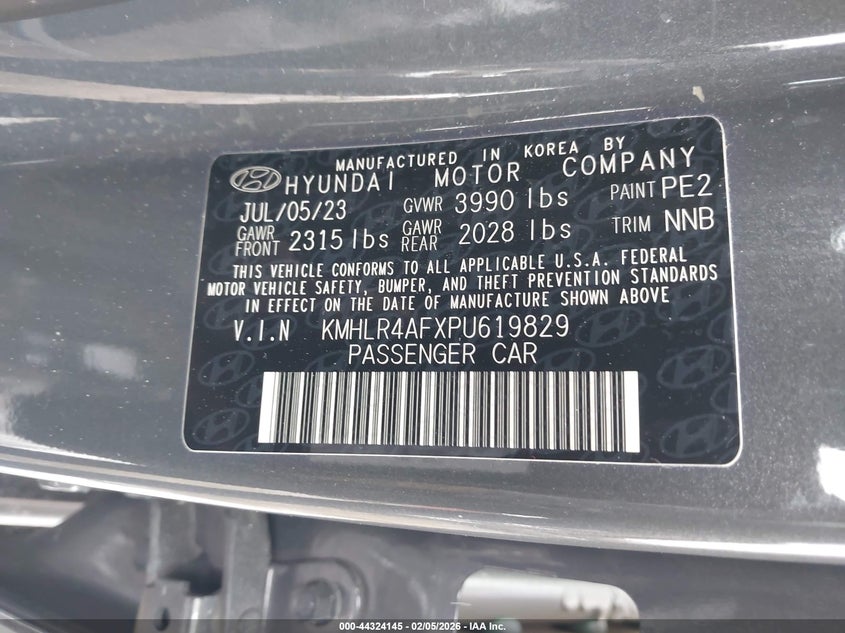 MANUFACTURED IN KOREA BY
HYUNDAI MOTOR COMPANY
JUL/05/23 GVWR 3990 lbs PAINT PE2
GAWR FRONT 2315 lbs GAWR REAR 2028 lbs TRIM NNB
THIS VEHICLE CONFORMS TO ALL APPLICABLE U.S.A. FEDERAL
MOTOR VEHICLE SAFETY, BUMPER, AND THEFT PREVENTION STANDARDS
IN EFFECT ON THE DATE OF MANUFACTURE SHOWN ABOVE
V.I.N KMHLR4AFXPU619829
PASSENGER CAR
000-44324145 - 02/05/2026 - IAA Inc.